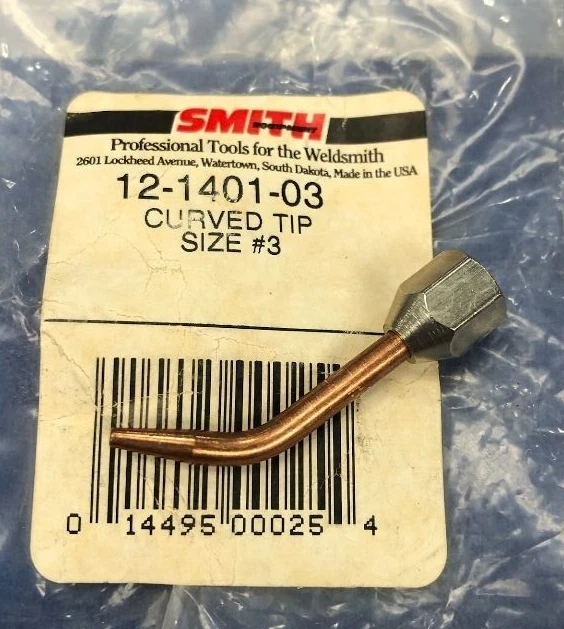 SMITH
EQUIPMENT
Professional Tools for the Weldsmith
2601 Lockheed Avenue, Watertown, South Dakota, Made in the USA
12-1401-03
CURVED TIP
SIZE #3
0 14495 00025 4